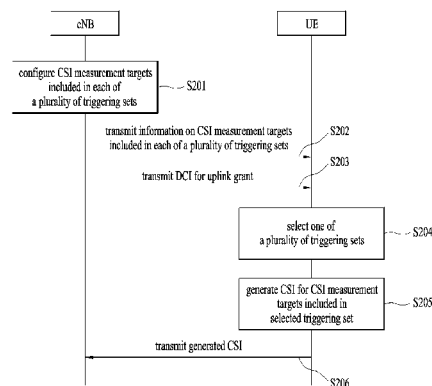 eNB
UE
configure CSI measurement targets
included in each of
a plurality of triggering sets
S201
transmit information on CSI measurement targets
included in each of a plurality of triggering sets
S202
S203
transmit DCI for uplink grant
select one of
a plurality of triggering sets
S204
generate CSI for CSI measurement
targets included in
selected triggering set
S205
transmit generated CSI
S206